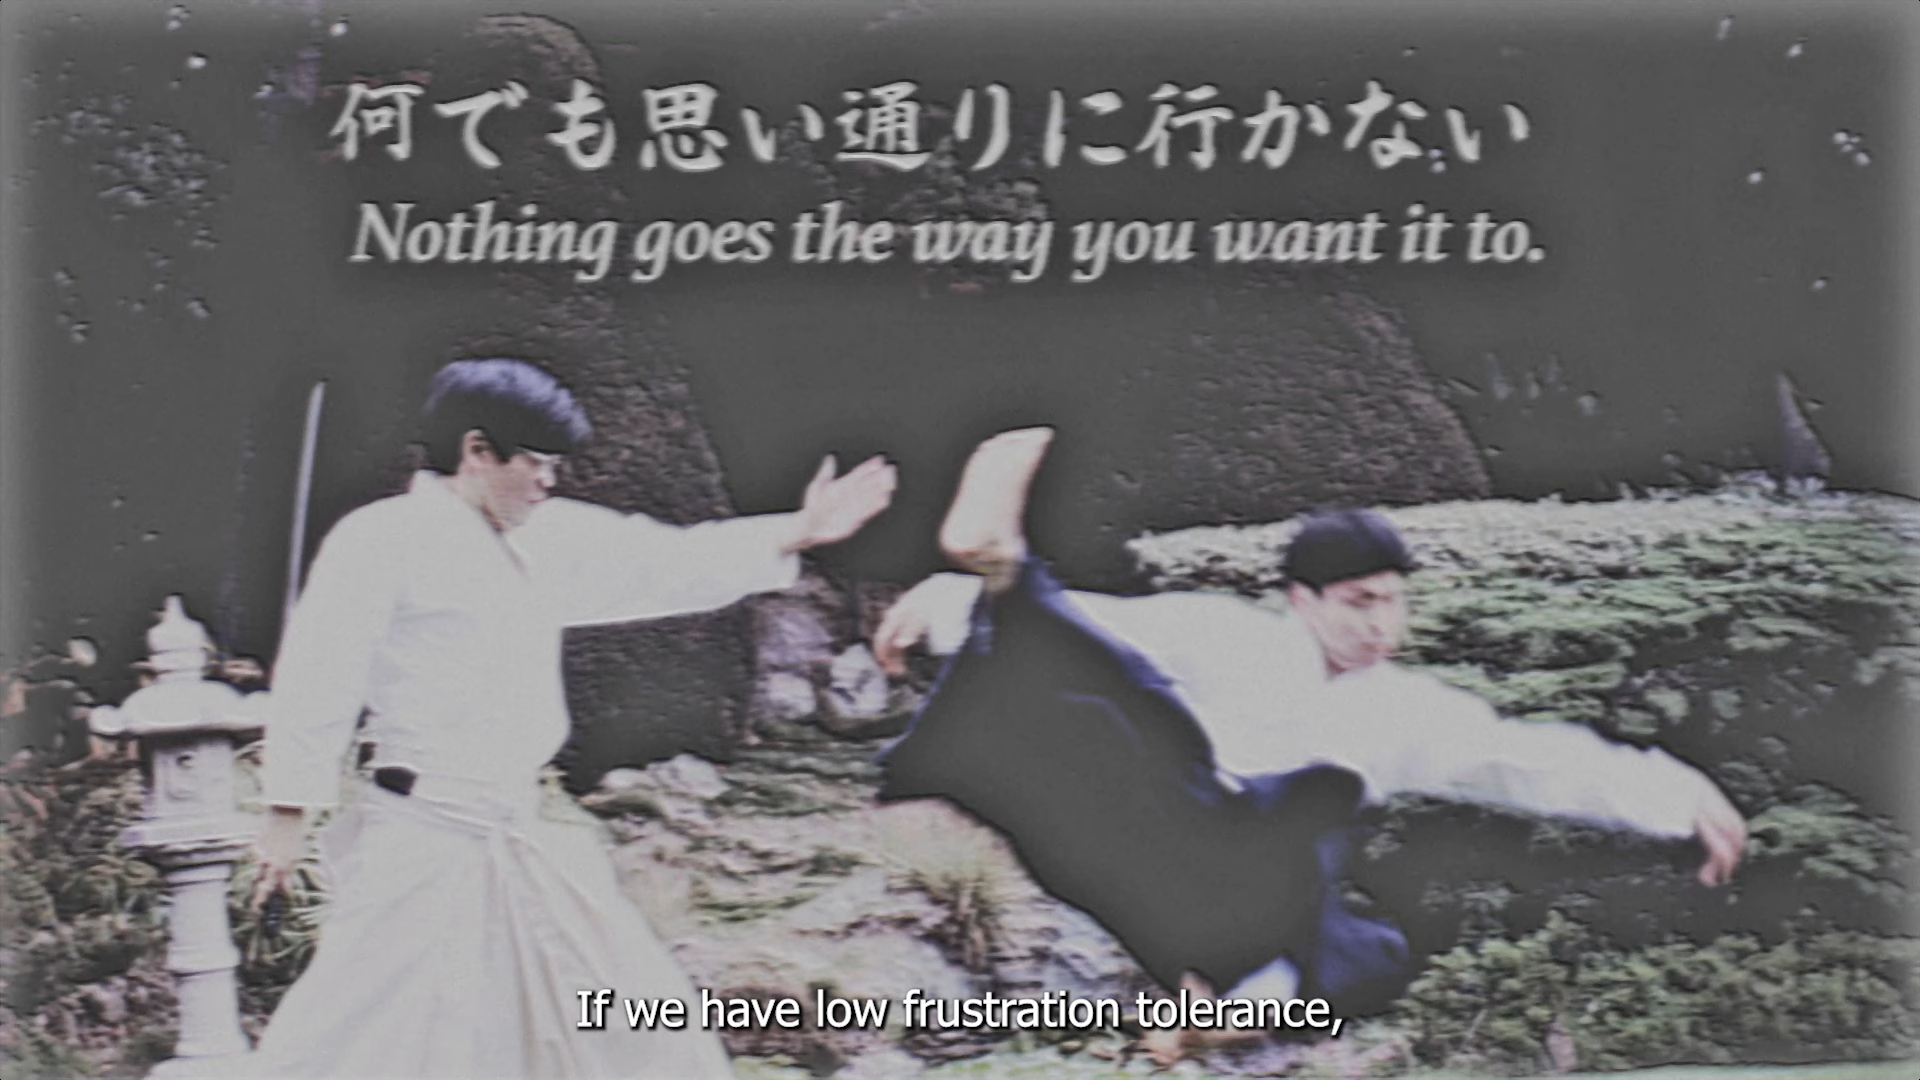 何でも思い通りに行かない
Nothing goes the way you want it to.
If we have low frustration tolerance,